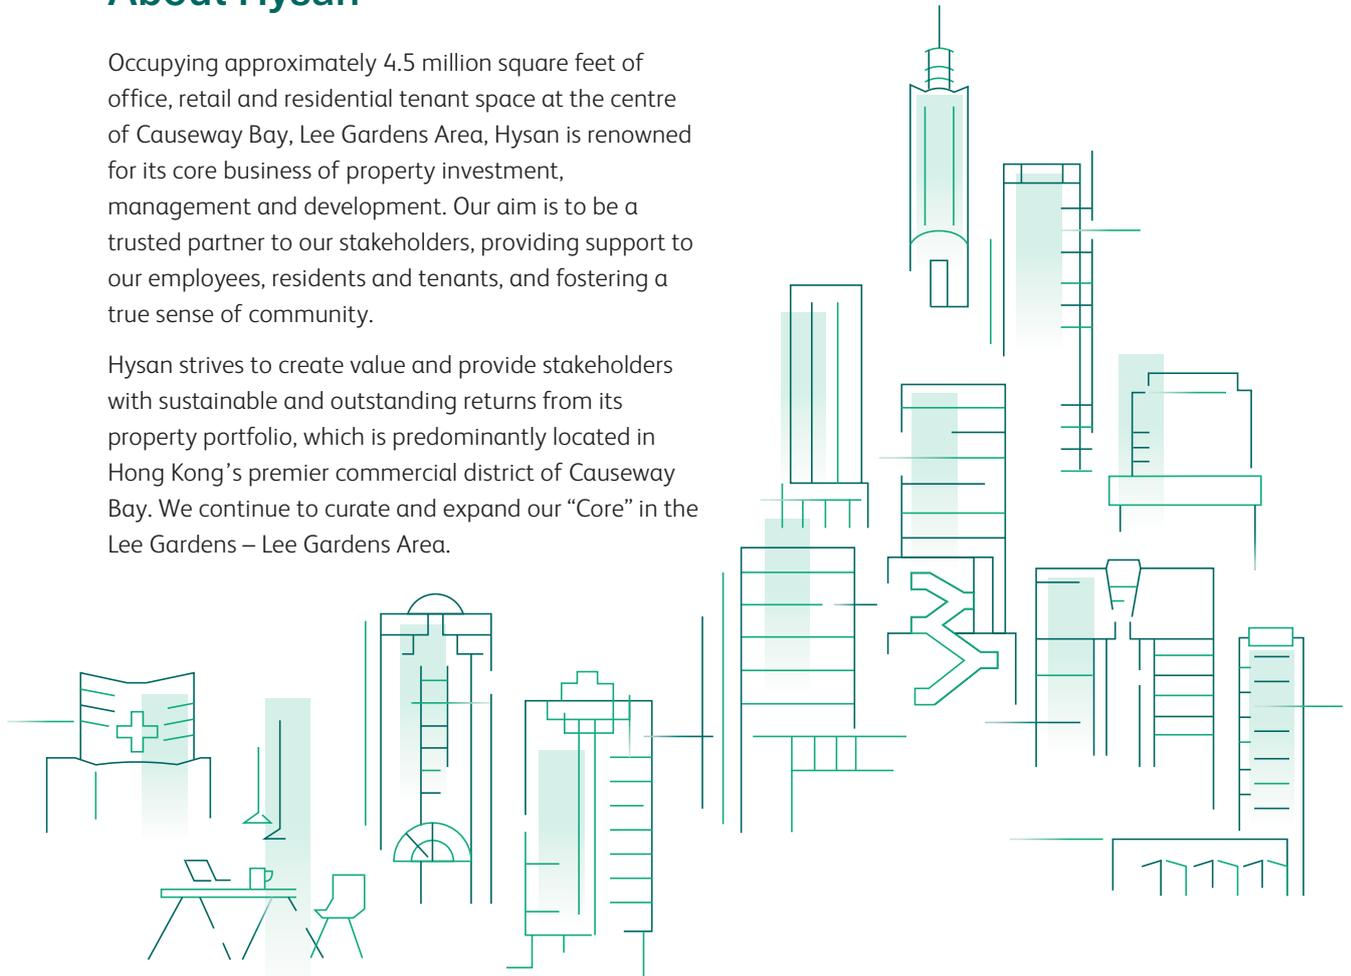 About Hysan
Occupying approximately 4.5 million square feet of
office, retail and residential tenant space at the centre
of Causeway Bay, Lee Gardens Area, Hysan is renowned
for its core business of property investment,
management and development. Our aim is to be a
trusted partner to our stakeholders, providing support to
our employees, residents and tenants, and fostering a
true sense of community.
Hysan strives to create value and provide stakeholders
with sustainable and outstanding returns from its
property portfolio, which is predominantly located in
Hong Kong’s premier commercial district of Causeway
Bay. We continue to curate and expand our “Core” in the
Lee Gardens – Lee Gardens Area.